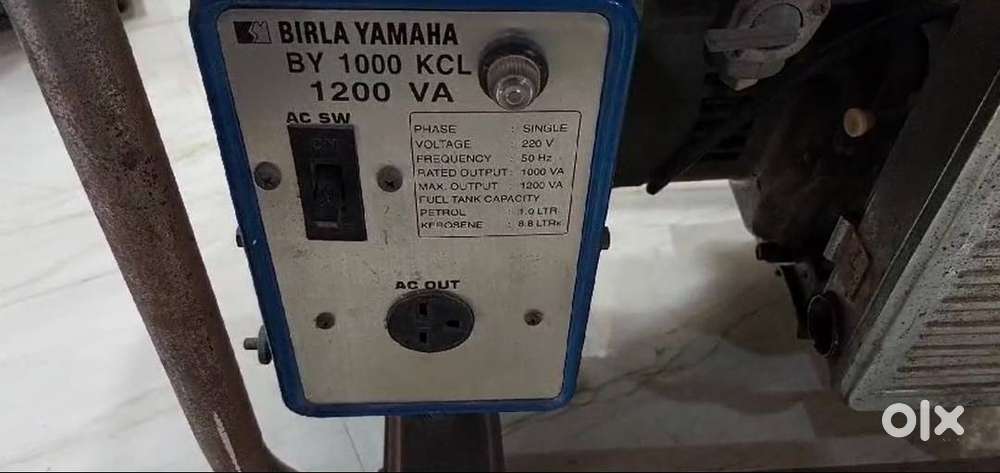 BIRLA YAMAHA
BY 1000 KCL
1200 VA
AC SW
ON
PHASE : SINGLE
VOLTAGE : 220 V
FREQUENCY : 50 Hz
RATED OUTPUT : 1000 VA
MAX. OUTPUT : 1200 VA
FUEL TANK CAPACITY
PETROL : 1.0 LTR
KEROSENE : 8.8 LTRs
AC OUT
olx